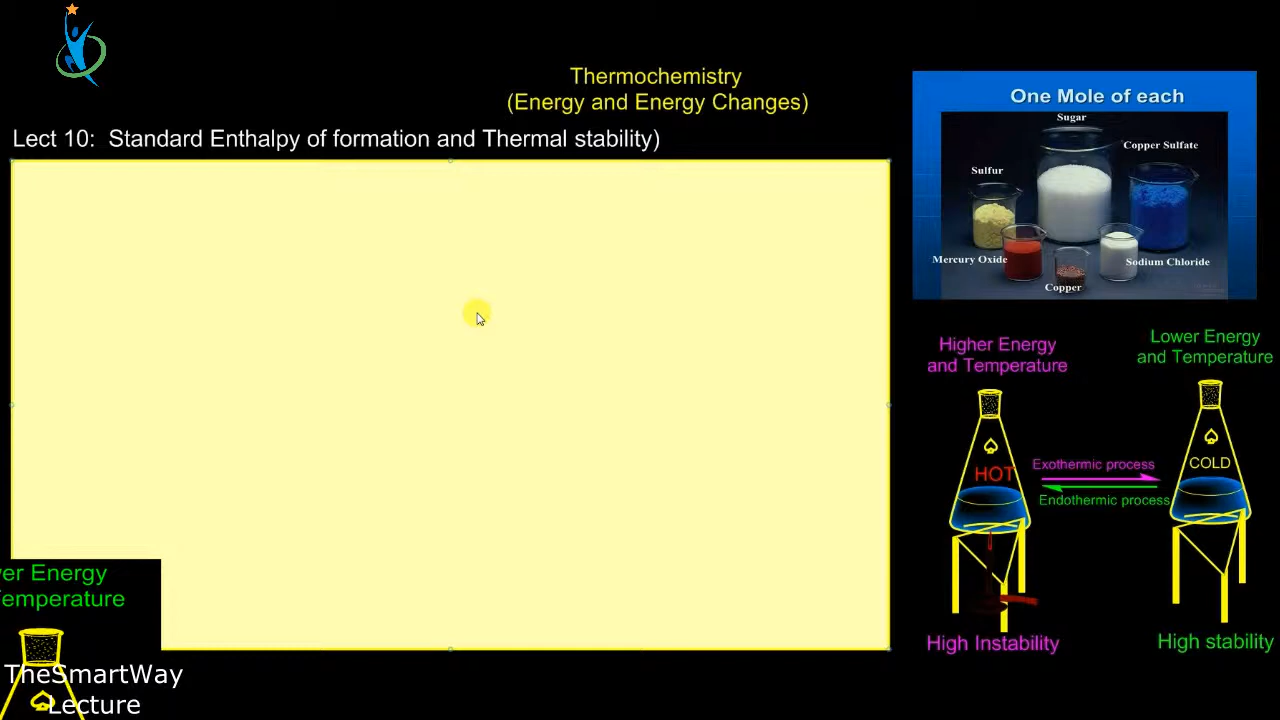 Thermochemistry
(Energy and Energy Changes)
Lect 10: Standard Enthalpy of formation and Thermal stability)
One Mole of each
Sugar
Copper Sulfate
Sulfur
Mercury Oxide
Sodium Chloride
Copper
Higher Energy
and Temperature
Lower Energy
and Temperature
HOT
Exothermic process
Endothermic process
COLD
High Instability
High stability
er Energy
emperature
TheSmartWay
Lecture